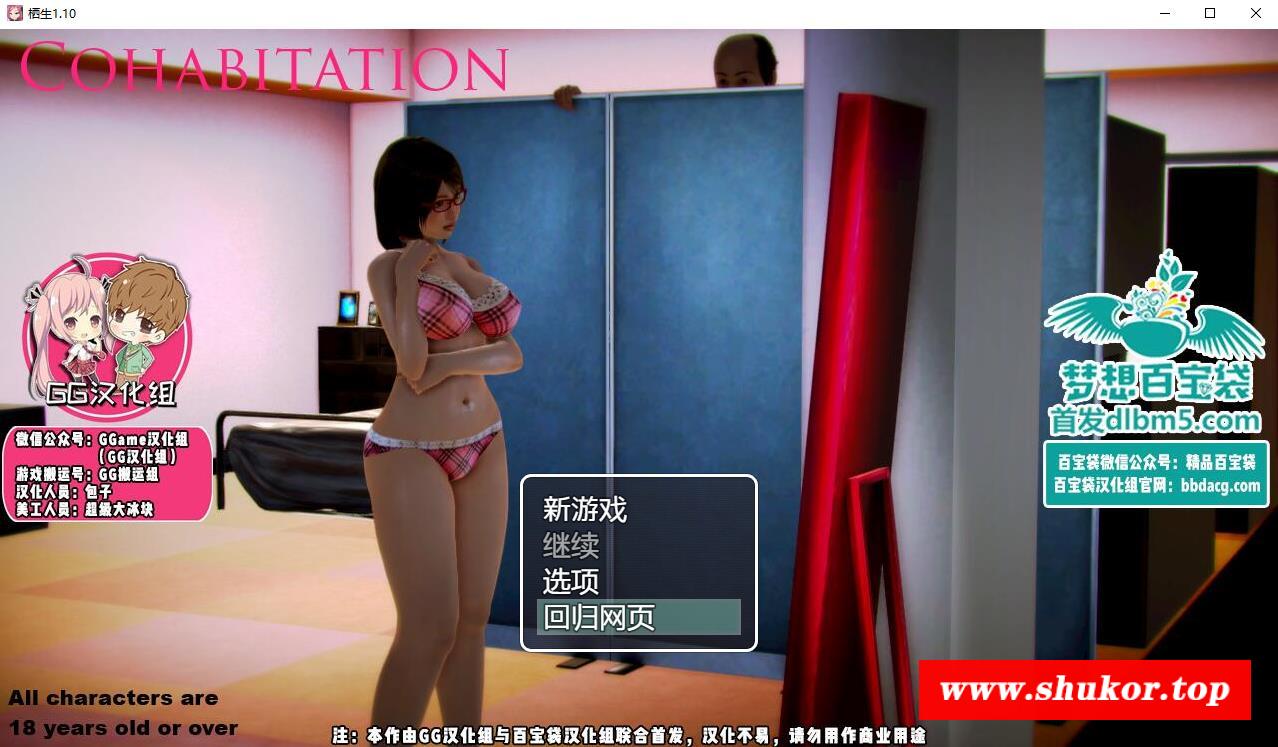 栖生1.10
COHABITATION
GG汉化组
微信公众号：GGame汉化组
（GG汉化组）
游戏搬运号：GG搬运组
汉化人员：包子
美工人员：超级大冰块
梦想百宝袋
首发dlbm5.com
百宝袋微信公众号：精品百宝袋
百宝袋汉化组官网：bbdacg.com
新游戏
继续
选项
回归网页
www.shukor.top
All characters are
18 years old or over
注：本作由GG汉化组与百宝袋汉化组联合首发，汉化不易，请勿用作商业用途